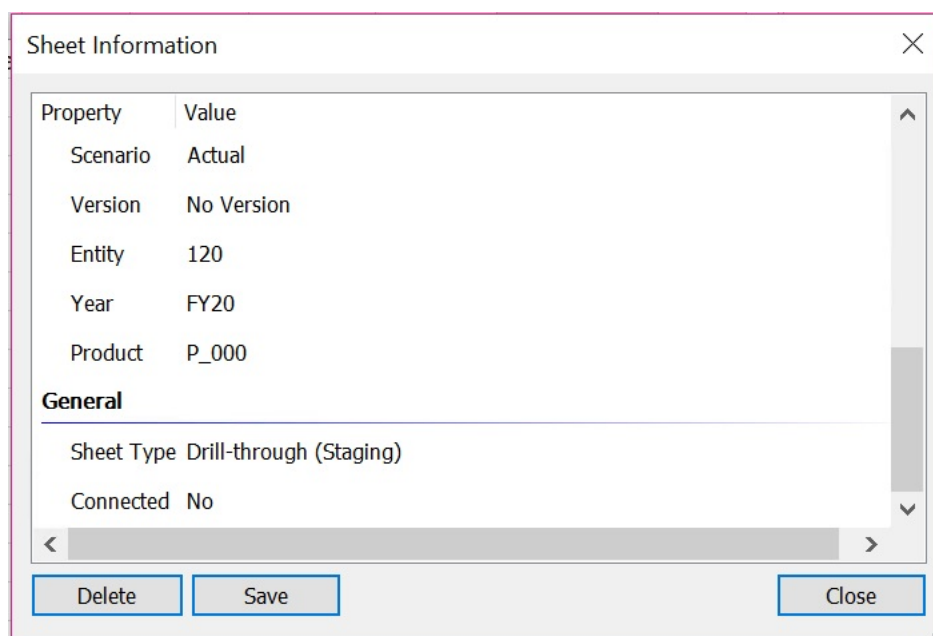 Sheet Information
Property Value
Scenario Actual
Version No Version
Entity 120
Year FY20
Product P_000
General
Sheet Type Drill-through (Staging)
Connected No
Delete Save Close